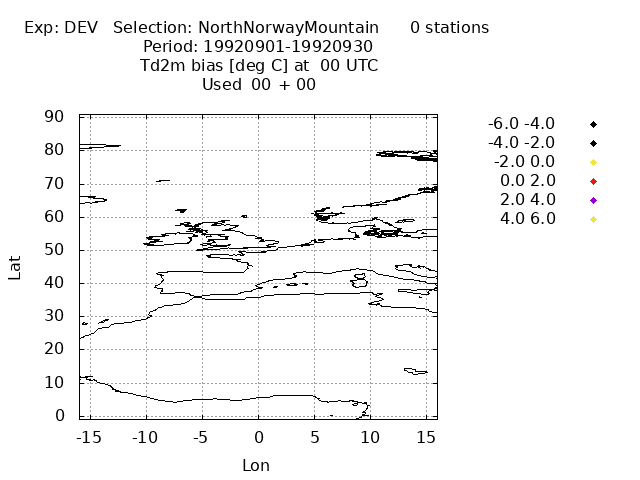 Exp: DEV   Selection: NorthNorwayMountain      0 stations
Period: 19920901-19920930
Td2m bias [deg C] at  00 UTC
Used  00 + 00
-6.0 -4.0
-4.0 -2.0
-2.0 0.0
0.0 2.0
2.0 4.0
4.0 6.0
90
80
70
60
50
40
30
20
10
0
Lat
-15 -10 -5 0 5 10 15
Lon